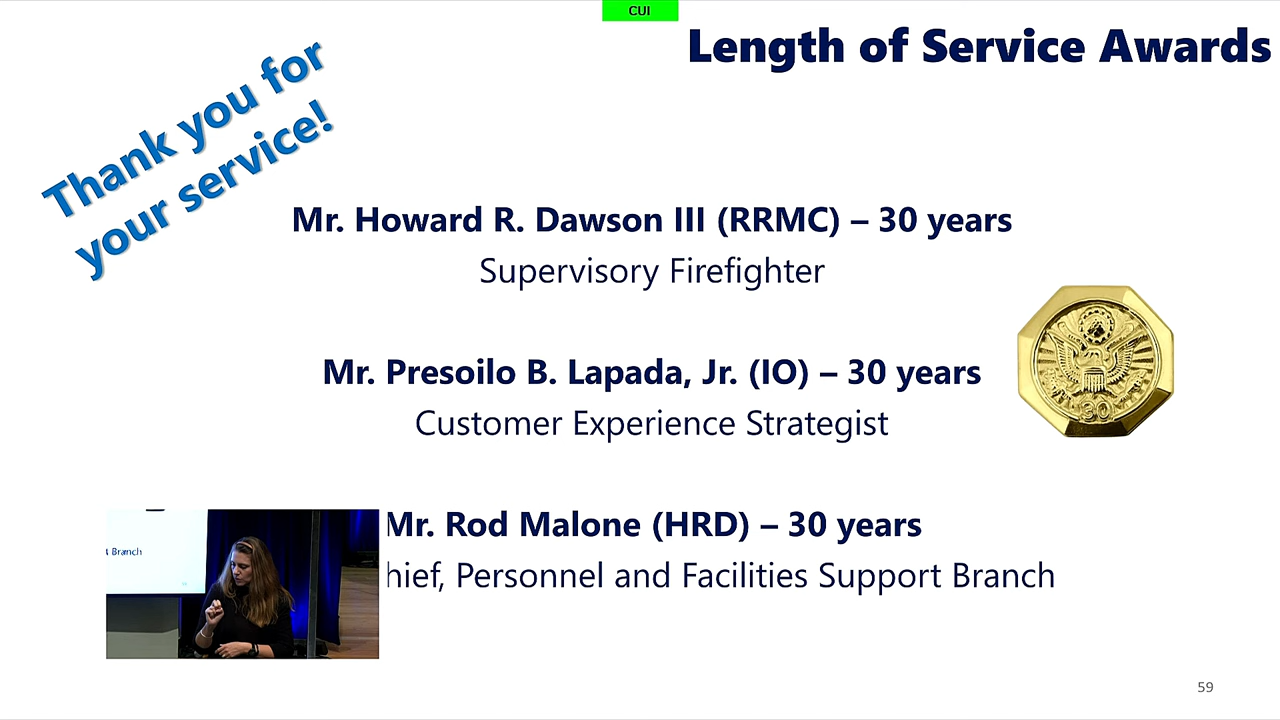 CUI
Length of Service Awards
Thank you for
your service!
Mr. Howard R. Dawson III (RRMC) – 30 years
Supervisory Firefighter
Mr. Presoilo B. Lapada, Jr. (IO) – 30 years
Customer Experience Strategist
30
Mr. Rod Malone (HRD) – 30 years
hief, Personnel and Facilities Support Branch
Branch
59